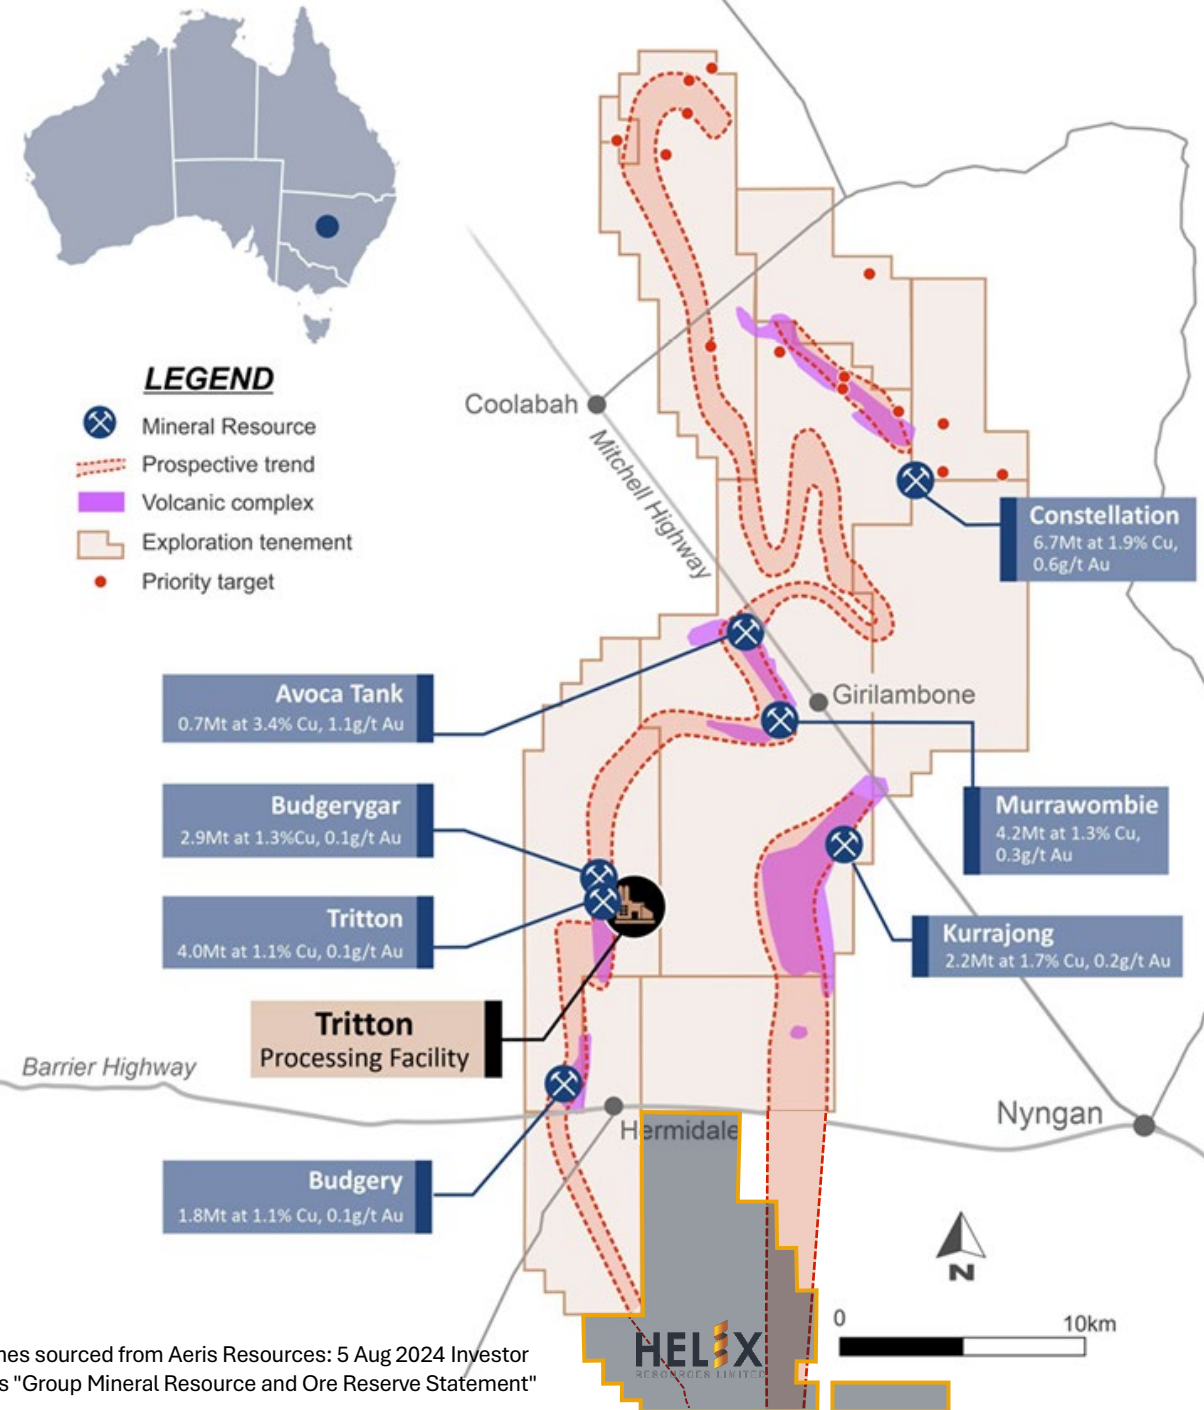 LEGEND
Mineral Resource
Prospective trend
Volcanic complex
Exploration tenement
Priority target
Coolabah
Mitchell Highway
Constellation
6.7Mt at 1.9% Cu,
0.6g/t Au
Avoca Tank
0.7Mt at 3.4% Cu, 1.1g/t Au
Girilambone
Budgerygar
2.9Mt at 1.3%Cu, 0.1g/t Au
Murrawombie
4.2Mt at 1.3% Cu,
0.3g/t Au
Tritton
4.0Mt at 1.1% Cu, 0.1g/t Au
Kurrajong
2.2Mt at 1.7% Cu, 0.2g/t Au
Tritton
Processing Facility
Barrier Highway
Hermidale
Nyngan
Budgery
1.8Mt at 1.1% Cu, 0.1g/t Au
N
0 10km
HELIX
RESOURCES LIMITED
nes sourced from Aeris Resources: 5 Aug 2024 Investor
s "Group Mineral Resource and Ore Reserve Statement"